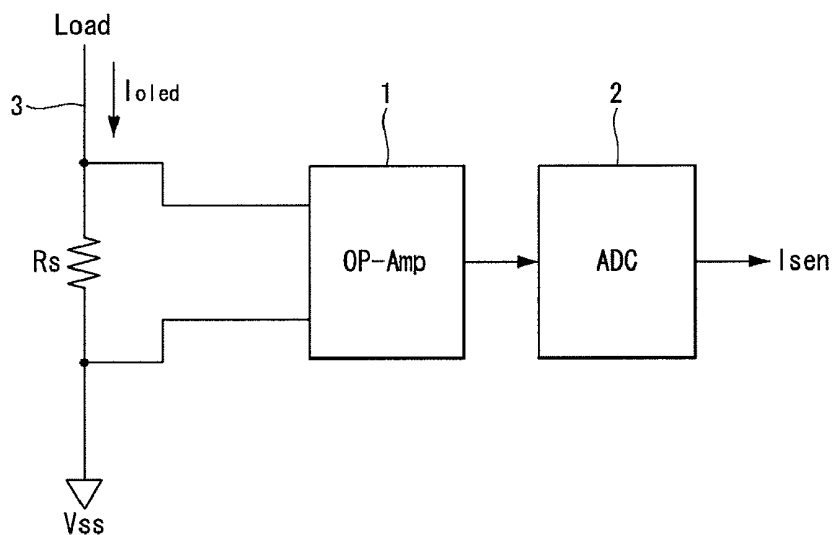 Load
3
Ioled
1
2
Rs
OP-Amp
ADC
Isen
Vss